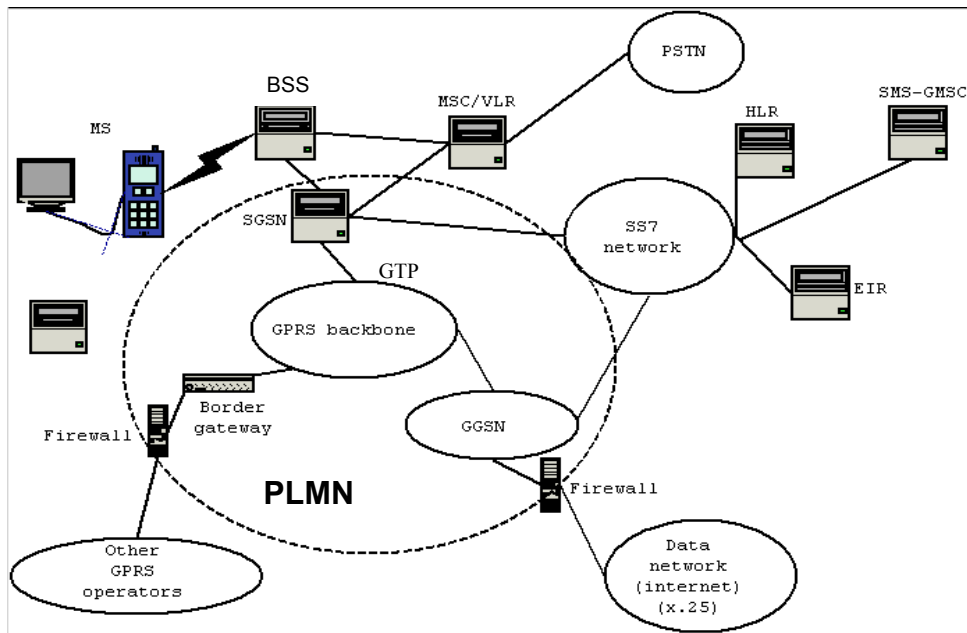 PSTN
BSS
MSC/VLR
SMS-GMSC
HLR
MS
SGSN
SS7
network
GTP
EIR
GPRS backbone
Border
gateway
Firewall
GGSN
PLMN
Firewall
Other
GPRS
operators
Data
network
(internet)
(x.25)